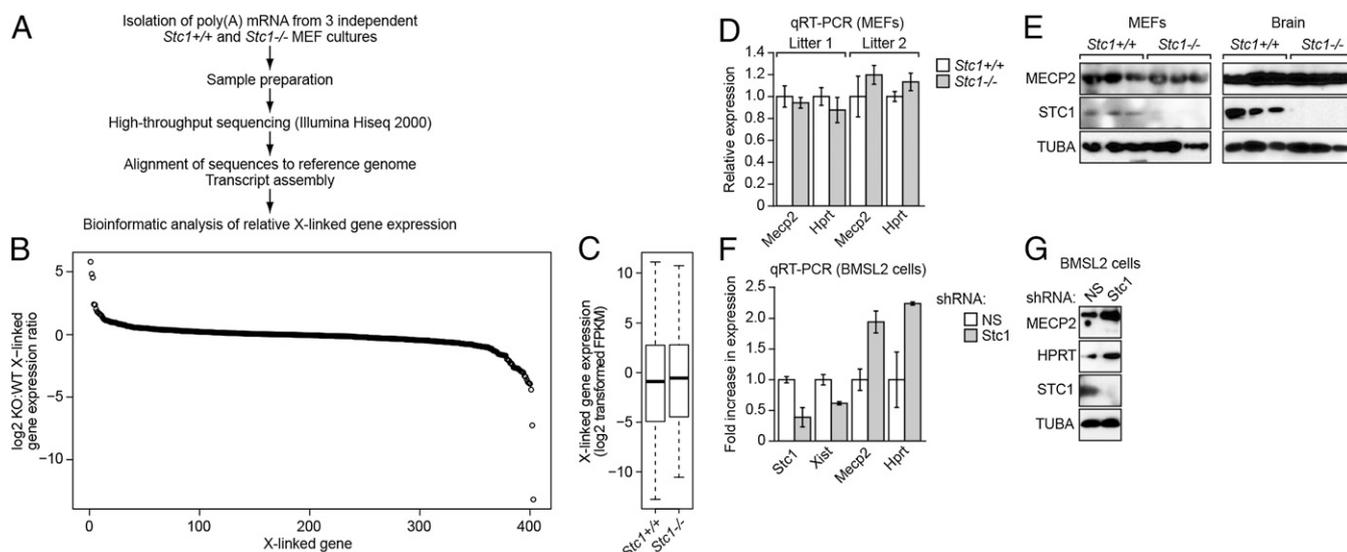 A
Isolation of poly(A) mRNA from 3 independent
Stc1+/+ and Stc1-/- MEF cultures
Sample preparation
High-throughput sequencing (Illumina Hiseq 2000)
Alignment of sequences to reference genome
Transcript assembly
Bioinformatic analysis of relative X-linked gene expression
B
log2 KO:WT X−linked
gene expression ratio
5
0
−5
−10
0
100
200
300
400
X-linked gene
C
X-linked gene expression
(log2 transformed FPKM)
10
5
0
−5
−10
Stc1+/+
Stc1-/-
D
qRT-PCR (MEFs)
Litter 1
Litter 2
Relative expression
1.4
1.2
1.0
0.8
0.6
0.4
0.2
0
Mecp2
Hprt
Mecp2
Hprt
Stc1+/+
Stc1-/-
E
MEFs
Brain
Stc1+/+
Stc1-/-
Stc1+/+
Stc1-/-
MECP2
STC1
TUBA
F
qRT-PCR (BMSL2 cells)
Fold increase in expression
2.5
2.0
1.5
1.0
0.5
0
Stc1
Xist
Mecp2
Hprt
shRNA:
NS
Stc1
G
BMSL2 cells
shRNA:
NS
Stc1
MECP2
HPRT
STC1
TUBA